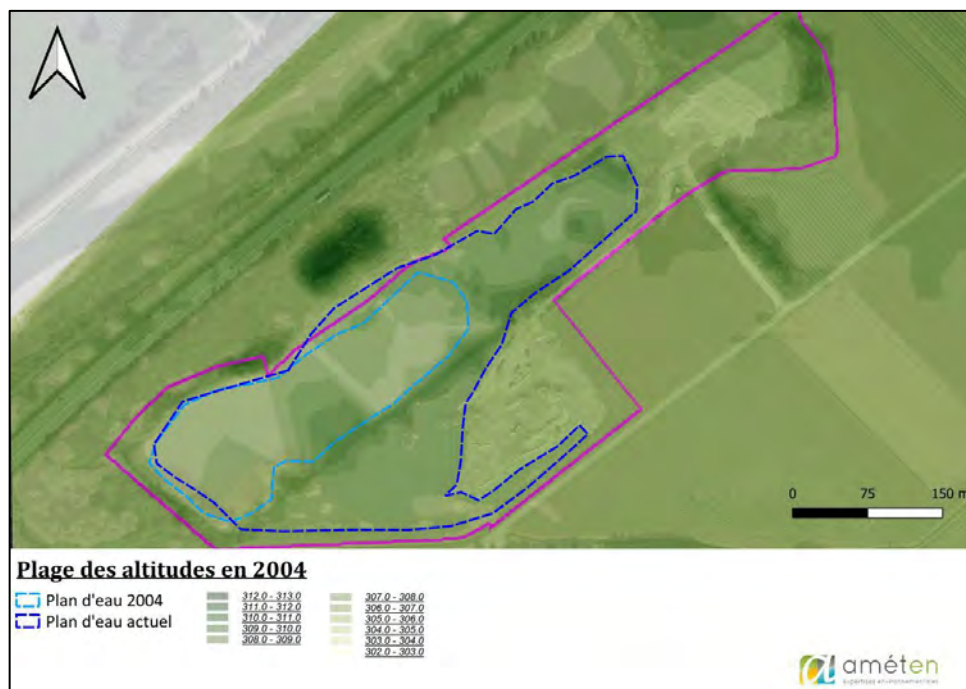 0 75 150 m
Plage des altitudes en 2004
Plan d'eau 2004
Plan d'eau actuel
312.0 - 313.0
311.0 - 312.0
310.0 - 311.0
309.0 - 310.0
308.0 - 309.0
307.0 - 308.0
306.0 - 307.0
305.0 - 306.0
304.0 - 305.0
303.0 - 304.0
302.0 - 303.0
améten
expertises environnementales